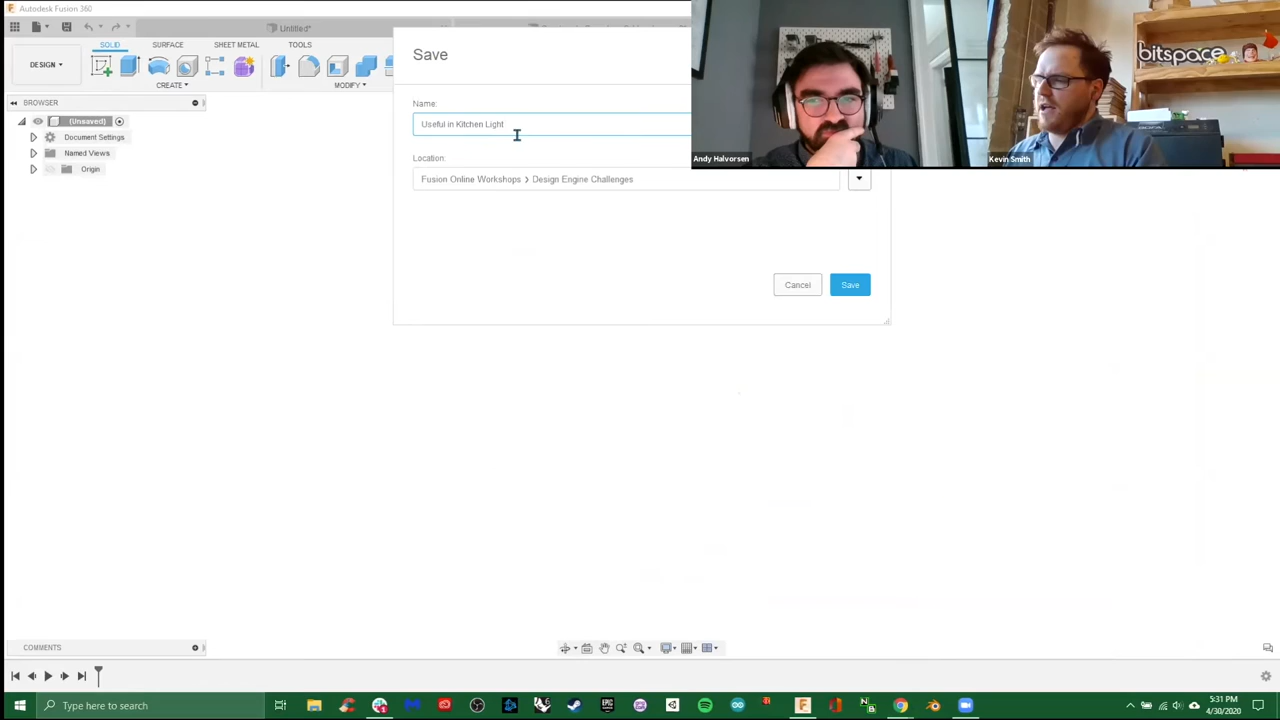 Autodesk Fusion 360
Untitled*
SOLID SURFACE SHEET METAL TOOLS
DESIGN
CREATE MODIFY
BROWSER
(Unsaved)
Document Settings
Named Views
Origin
Save
Name:
Useful in Kitchen Light
Location:
Fusion Online Workshops > Design Engine Challenges
Cancel Save
bitspace
Andy Halvorsen Kevin Smith
COMMENTS
Type here to search
5:31 PM
4/30/2020